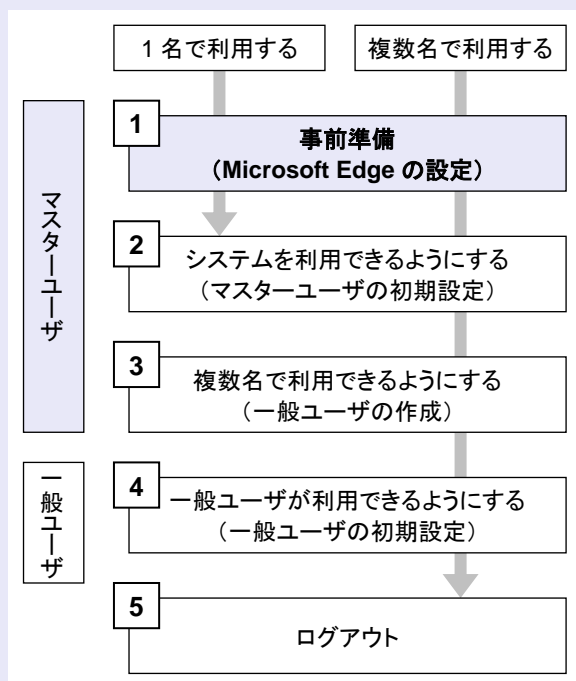 1 名で利用する
複数名で利用する
マスターユーザ
1
事前準備
（Microsoft Edge の設定）
2
システムを利用できるようにする
（マスターユーザの初期設定）
3
複数名で利用できるようにする
（一般ユーザの作成）
一般ユーザ
4
一般ユーザが利用できるようにする
（一般ユーザの初期設定）
5
ログアウト